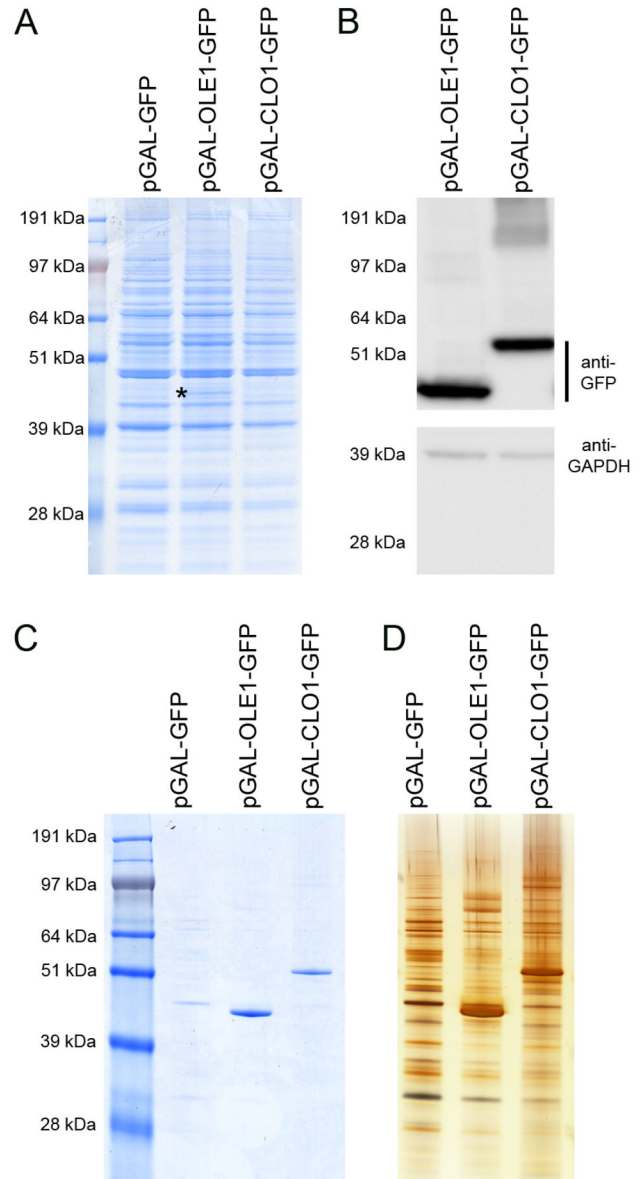 A
pGAL-GFP
pGAL-OLE1-GFP
pGAL-CLO1-GFP
191 kDa
97 kDa
64 kDa
51 kDa
*
39 kDa
28 kDa
B
pGAL-OLE1-GFP
pGAL-CLO1-GFP
191 kDa
97 kDa
64 kDa
51 kDa
anti-
GFP
39 kDa
anti-
GAPDH
28 kDa
C
pGAL-GFP
pGAL-OLE1-GFP
pGAL-CLO1-GFP
191 kDa
97 kDa
64 kDa
51 kDa
39 kDa
28 kDa
D
pGAL-GFP
pGAL-OLE1-GFP
pGAL-CLO1-GFP